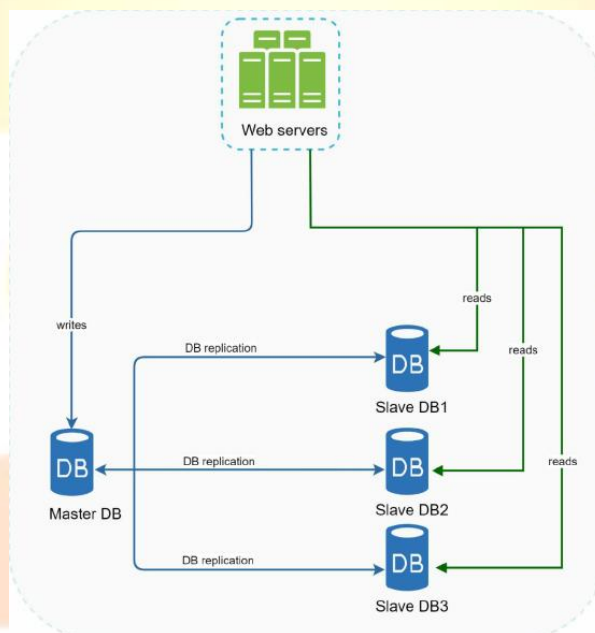 Web servers
reads
writes
DB replication
DB
reads
Slave DB1
DB
DB replication
DB
reads
Master DB
Slave DB2
DB replication
DB
Slave DB3